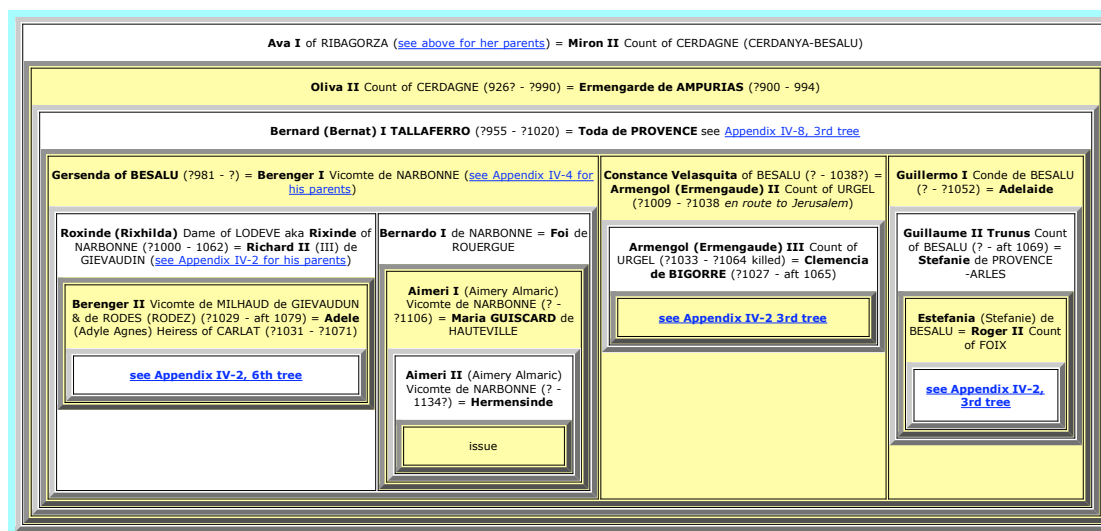 Ava I of RIBAGORZA (see above for her parents) = Miron II Count of CERDAGNE (CERDANYA-BESALU)
Oliva II Count of CERDAGNE (926? - ?990) = Ermengarde de AMPURIAS (?900 - 994)
Bernard (Bernat) I TALLAFERRO (?955 - ?1020) = Toda de PROVENCE see Appendix IV-8, 3rd tree
Gersenda of BESALU (?981 - ?) = Berenger I Vicomte de NARBONNE (see Appendix IV-4 for
his parents)
Roxinde (Rixhilda) Dame of LODEVE aka Rixinde of
NARBONNE (?1000 - 1062) = Richard II (III) de
GIEVAUDIN (see Appendix IV-2 for his parents)
Berenger II Vicomte de MILHAUD de GIEVAUDUN
& de RODES (RODEZ) (?1029 - aft 1079) = Adele
(Adyle Agnes) Heiress of CARLAT (?1031 - ?1071)
see Appendix IV-2, 6th tree
Bernardo I de NARBONNE = Foi de
ROUERGUE
Aimeri I (Aimery Almaric)
Vicomte de NARBONNE (? -
?1106) = Maria GUISCARD de
HAUTEVILLE
Aimeri II (Aimery Almaric)
Vicomte de NARBONNE (? -
1134?) = Hermensinde
issue
Constance Velasquita of BESALU (? - 1038?) =
Armengol (Ermengaude) II Count of URGEL
(?1009 - ?1038 en route to Jerusalem)
Armengol (Ermengaude) III Count of
URGEL (?1033 - ?1064 killed) = Clemencia
de BIGORRE (?1027 - aft 1065)
see Appendix IV-2 3rd tree
Guillermo I Conde de BESALU
(? - ?1052) = Adelaide
Guillaume II Trunus Count
of BESALU (? - aft 1069) =
Stefanie de PROVENCE
-ARLES
Estefania (Stefanie) de
BESALU = Roger II Count
of FOIX
see Appendix IV-2,
3rd tree